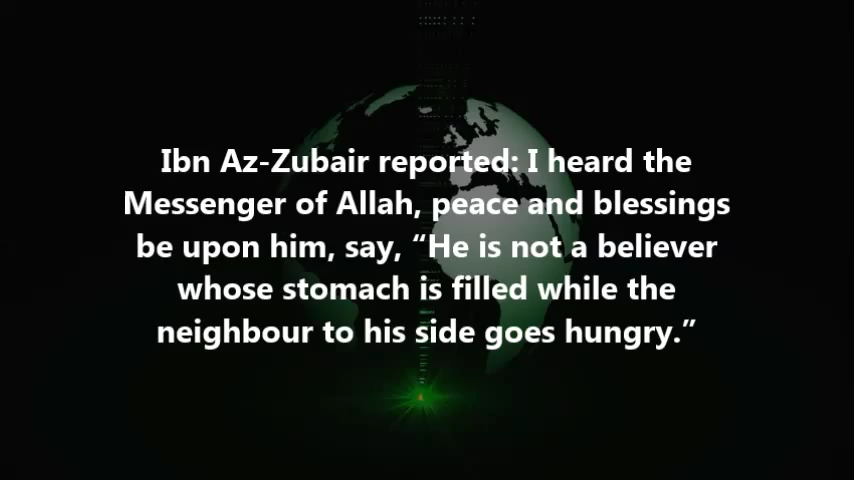 Ibn Az-Zubair reported: I heard the
Messenger of Allah, peace and blessings
be upon him, say, “He is not a believer
whose stomach is filled while the
neighbour to his side goes hungry.”